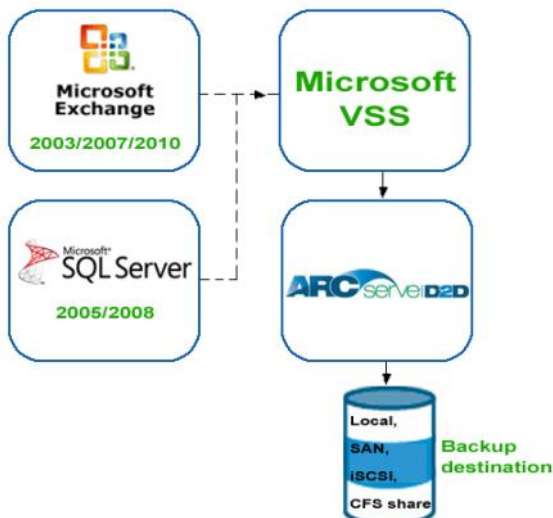 Microsoft
Exchange
2003/2007/2010
Microsoft
VSS
Microsoft®
SQL Server
2005/2008
ARCserve D2D
Local,
SAN,
iSCSI,
CFS share
Backup
destination